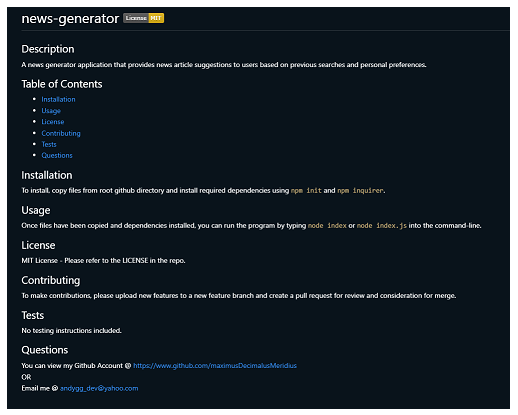 news-generator License MIT
Description
A news generator application that provides news article suggestions to users based on previous searches and personal preferences.
Table of Contents
• Installation
• Usage
• License
• Contributing
• Tests
• Questions
Installation
To install, copy files from root github directory and install required dependencies using npm init and npm inquirer.
Usage
Once files have been copied and dependencies installed, you can run the program by typing node index or node index.js into the command-line.
License
MIT License - Please refer to the LICENSE in the repo.
Contributing
To make contributions, please upload new features to a new feature branch and create a pull request for review and consideration for merge.
Tests
No testing instructions included.
Questions
You can view my Github Account @ https://www.github.com/maximusDecimalusMeridius
OR
Email me @ andygg_dev@yahoo.com